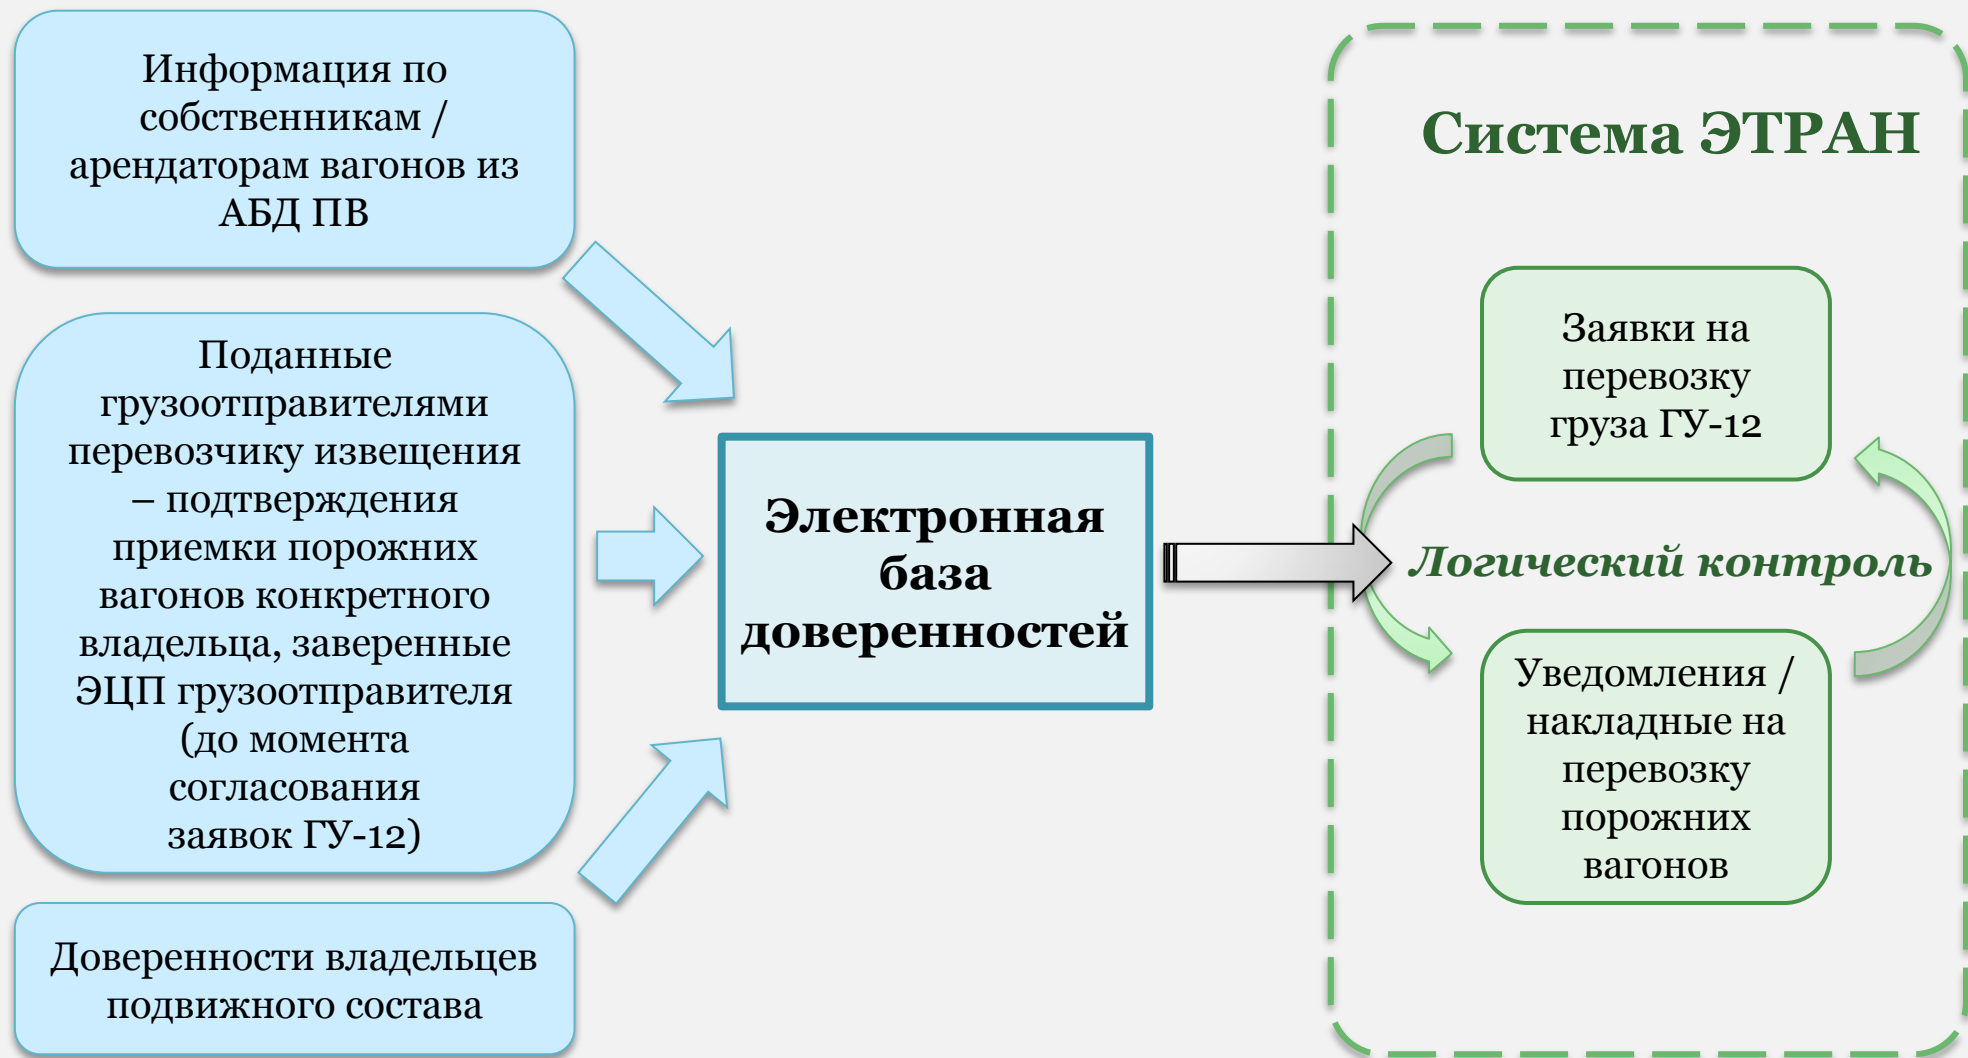 Информация по
собственникам /
арендаторам вагонов из
АБД ПВ
Поданные
грузоотправителями
перевозчику извещения
– подтверждения
приемки порожних
вагонов конкретного
владельца, заверенные
ЭЦП грузоотправителя
(до момента
согласования
заявок ГУ-12)
Доверенности владельцев
подвижного состава
Электронная
база
доверенностей
Система ЭТРАН
Заявки на
перевозку
груза ГУ-12
Логический контроль
Уведомления /
накладные на
перевозку
порожних
вагонов